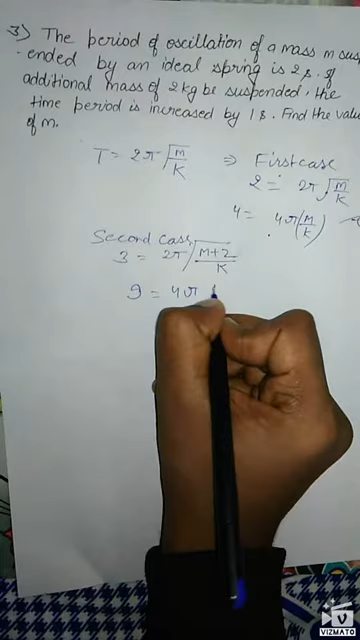 3) The period of oscillation of a mass m susp
-ended by an ideal spring is 2 s. If
additional mass of 2 kg be suspended, the
time period is increased by 1 s. Find the valu
of m.
T = 2π√m/K ⇒ First case
2 = 2π√m/K
4 = 4π(m/K)
Second case
3 = 2π√M+2/K
9 = 4π
VIZMATO